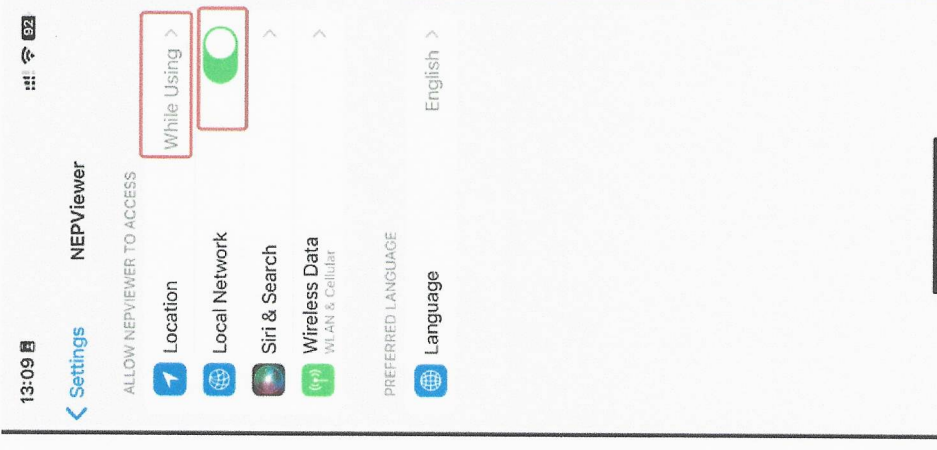 13:09 92
Settings NEPViewer
ALLOW NEPVIEWER TO ACCESS
Location While Using
Local Network
Siri & Search
Wireless Data
WLAN & Cellular
PREFERRED LANGUAGE
Language English